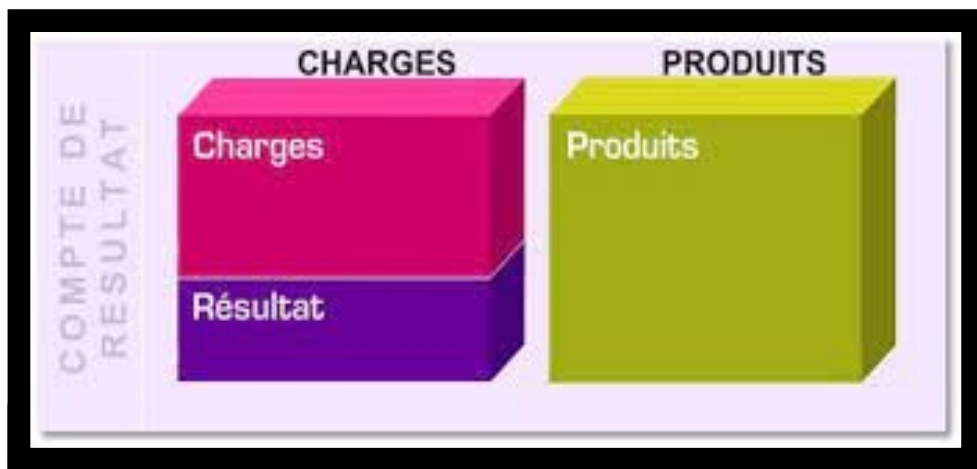 COMPTE DE
RESULTAT
CHARGES
PRODUITS
Charges
Résultat
Produits